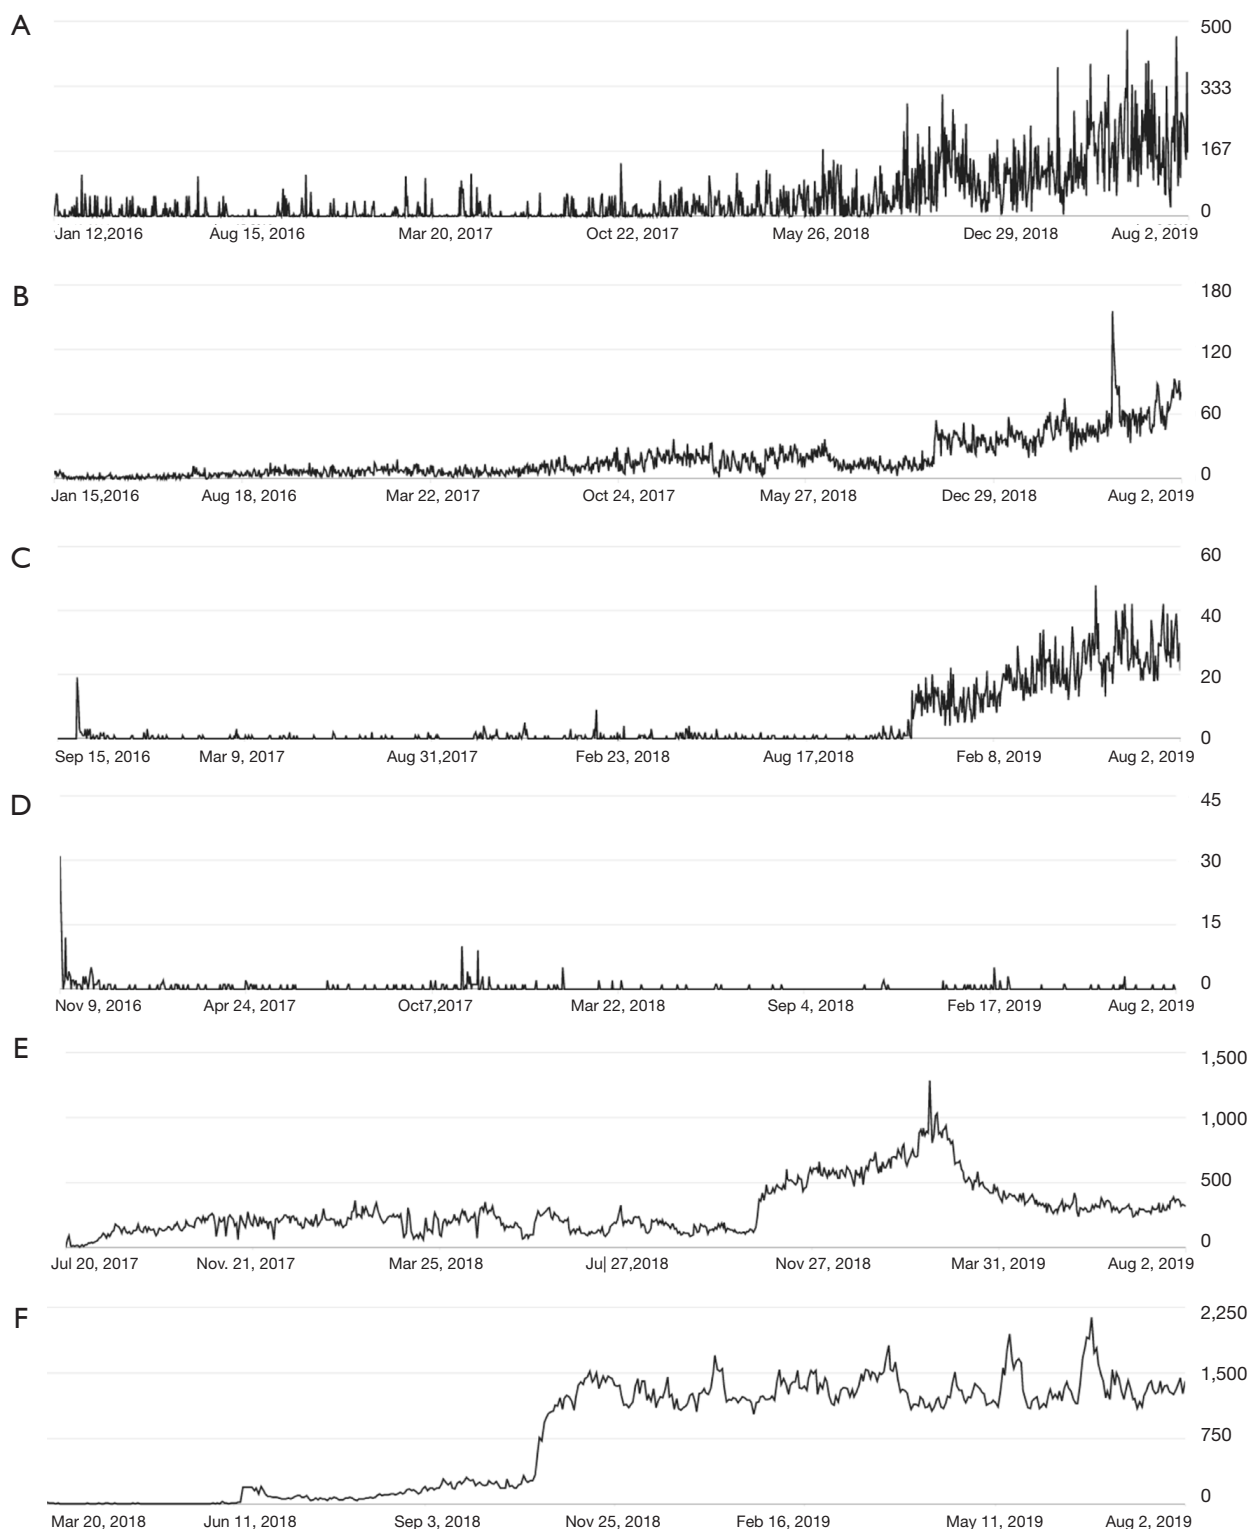 A
500
333
167
0
Jan 12,2016 Aug 15, 2016 Mar 20, 2017 Oct 22, 2017 May 26, 2018 Dec 29, 2018 Aug 2, 2019
B
180
120
60
0
Jan 15,2016 Aug 18, 2016 Mar 22, 2017 Oct 24, 2017 May 27, 2018 Dec 29, 2018 Aug 2, 2019
C
60
40
20
0
Sep 15, 2016 Mar 9, 2017 Aug 31,2017 Feb 23, 2018 Aug 17,2018 Feb 8, 2019 Aug 2, 2019
D
45
30
15
0
Nov 9, 2016 Apr 24, 2017 Oct7,2017 Mar 22, 2018 Sep 4, 2018 Feb 17, 2019 Aug 2, 2019
E
1,500
1,000
500
0
Jul 20, 2017 Nov. 21, 2017 Mar 25, 2018 Jul 27,2018 Nov 27, 2018 Mar 31, 2019 Aug 2, 2019
F
2,250
1,500
750
0
Mar 20, 2018 Jun 11, 2018 Sep 3, 2018 Nov 25, 2018 Feb 16, 2019 May 11, 2019 Aug 2, 2019